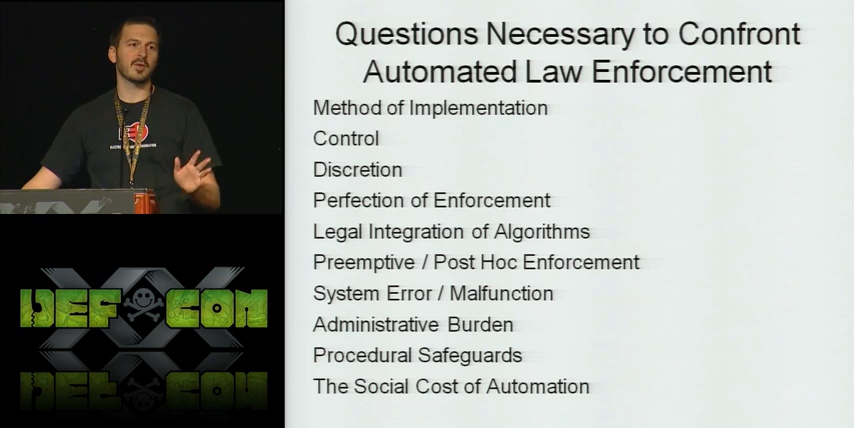 Questions Necessary to Confront
Automated Law Enforcement
Method of Implementation
Control
Discretion
Perfection of Enforcement
Legal Integration of Algorithms
Preemptive / Post Hoc Enforcement
System Error / Malfunction
Administrative Burden
Procedural Safeguards
The Social Cost of Automation
XX
DEF CON